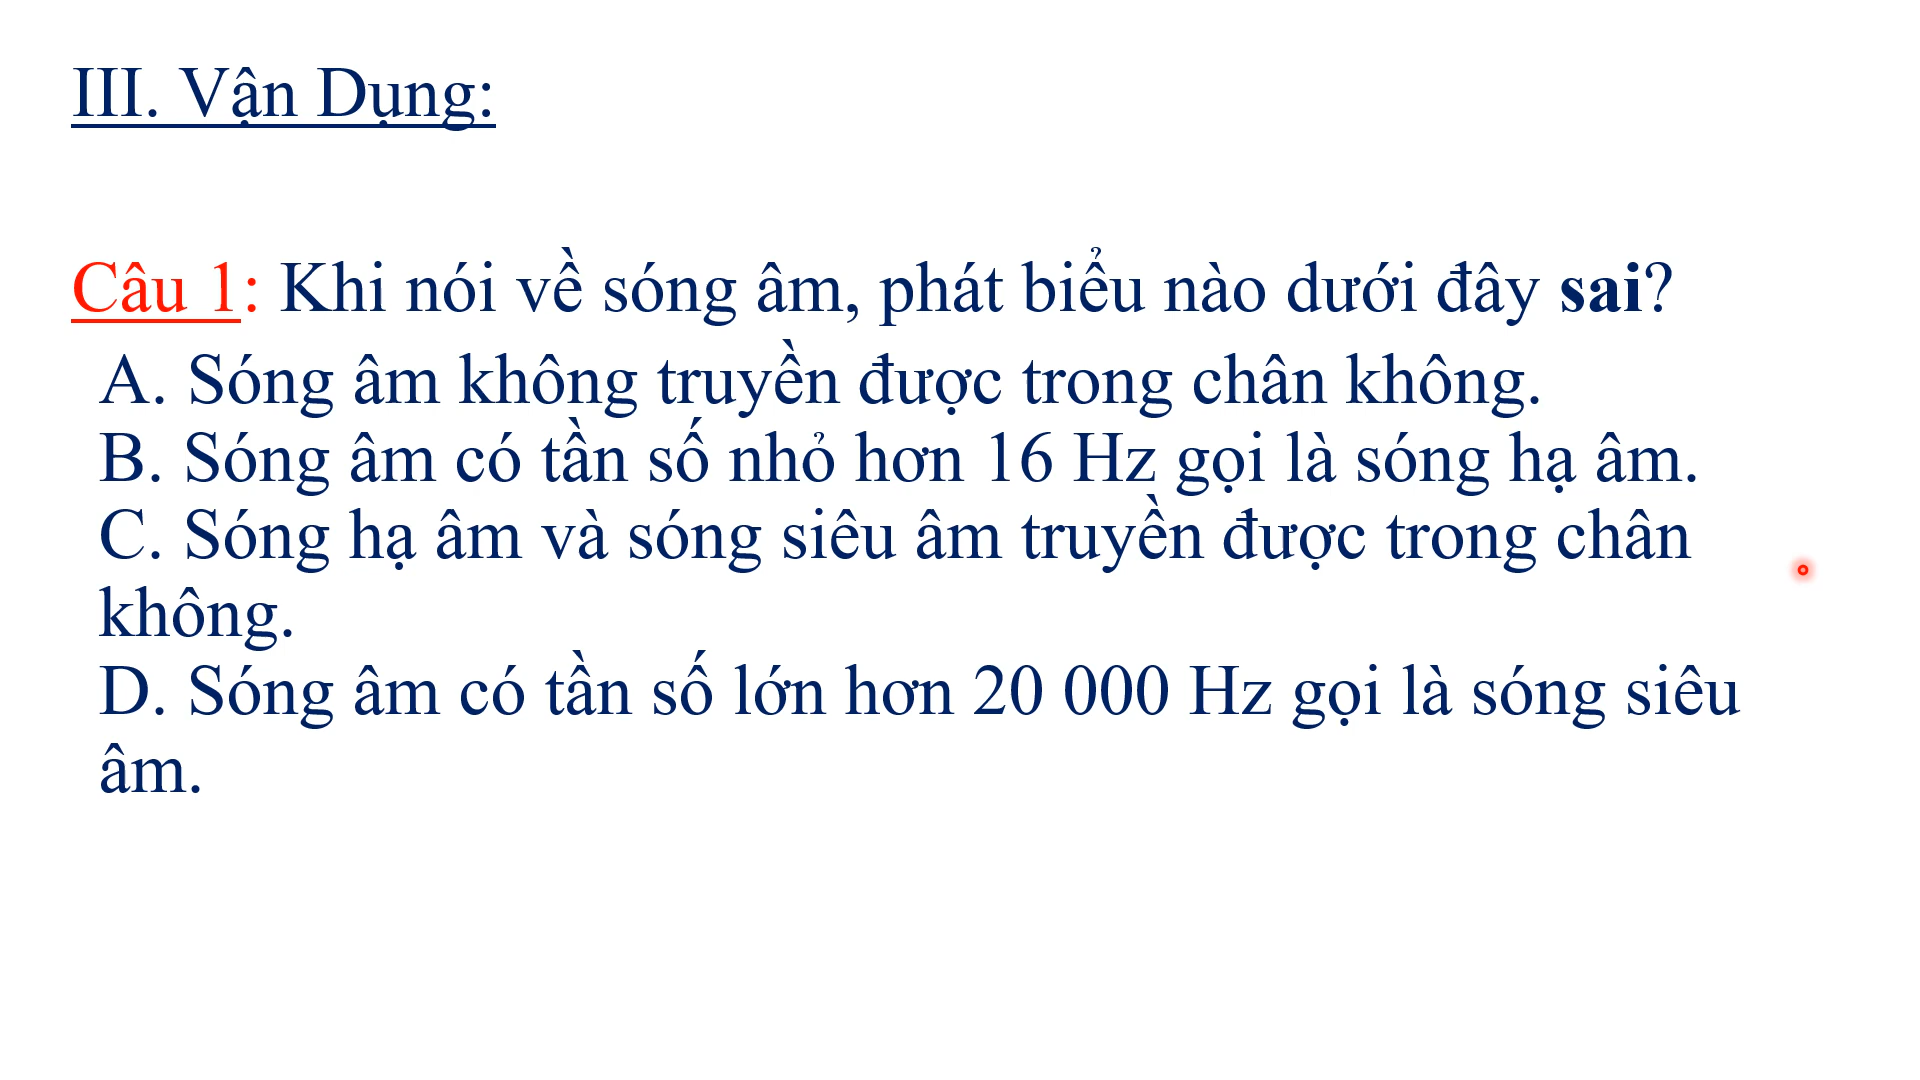 III. Vận Dụng:
Câu 1: Khi nói về sóng âm, phát biểu nào dưới đây sai?
A. Sóng âm không truyền được trong chân không.
B. Sóng âm có tần số nhỏ hơn 16 Hz gọi là sóng hạ âm.
C. Sóng hạ âm và sóng siêu âm truyền được trong chân
không.
D. Sóng âm có tần số lớn hơn 20 000 Hz gọi là sóng siêu
âm.